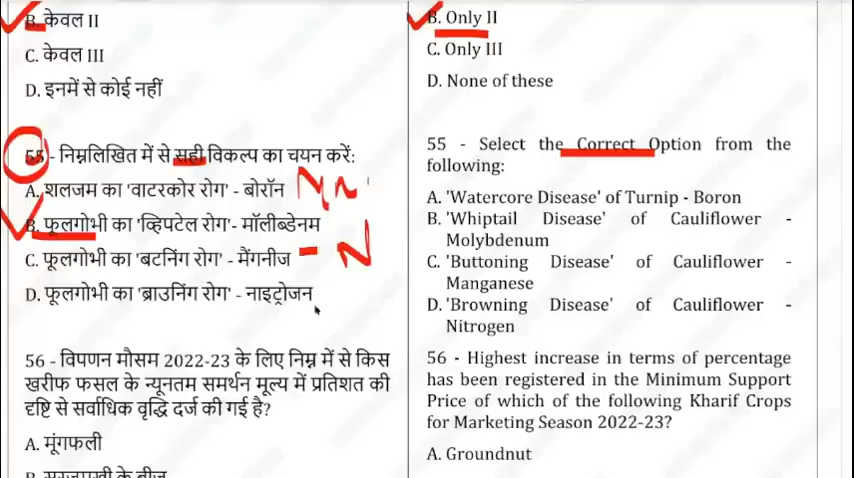 B. केवल II
C. केवल III
D. इनमें से कोई नहीं
55 - निम्नलिखित में से सही विकल्प का चयन करें:
A. शलजम का 'वाटरकोर रोग' - बोरॉन
B. फूलगोभी का 'व्हिपटेल रोग'- मॉलीब्डेनम
C. फूलगोभी का 'बटनिंग रोग' - मैंगनीज
N
D. फूलगोभी का 'ब्राउनिंग रोग' - नाइट्रोजन
56 - विपणन मौसम 2022-23 के लिए निम्न में से किस
खरीफ फसल के न्यूनतम समर्थन मूल्य में प्रतिशत की
दृष्टि से सर्वाधिक वृद्धि दर्ज की गई है?
A. मूंगफली
B. सूरजमुखी के बीज
B. Only II
C. Only III
D. None of these
55 - Select the Correct Option from the
following:
A. 'Watercore Disease' of Turnip - Boron
B. 'Whiptail Disease' of Cauliflower -
Molybdenum
C. 'Buttoning Disease' of Cauliflower -
Manganese
D. 'Browning Disease' of Cauliflower -
Nitrogen
56 - Highest increase in terms of percentage
has been registered in the Minimum Support
Price of which of the following Kharif Crops
for Marketing Season 2022-23?
A. Groundnut